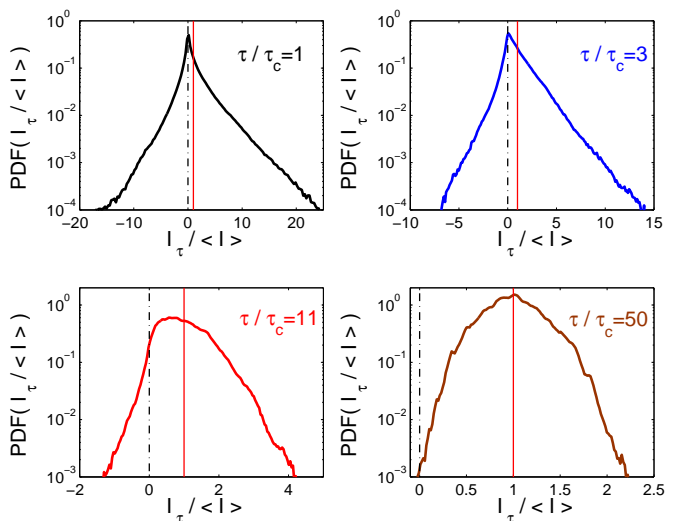 10^0
10^-1
10^-2
10^-3
10^-4
−20 −10 0 10 20
PDF( I_τ / < I > )
I_τ / < I >
τ / τ_c=1
10^0
10^-1
10^-2
10^-3
10^-4
−10 −5 0 5 10 15
PDF( I_τ / < I > )
I_τ / < I >
τ / τ_c=3
10^0
10^-1
10^-2
10^-3
−2 0 2 4
PDF( I_τ / < I > )
I_τ / < I >
τ / τ_c=11
10^0
10^-1
10^-2
10^-3
0 0.5 1 1.5 2 2.5
PDF( I_τ / < I > )
I_τ / < I >
τ / τ_c=50